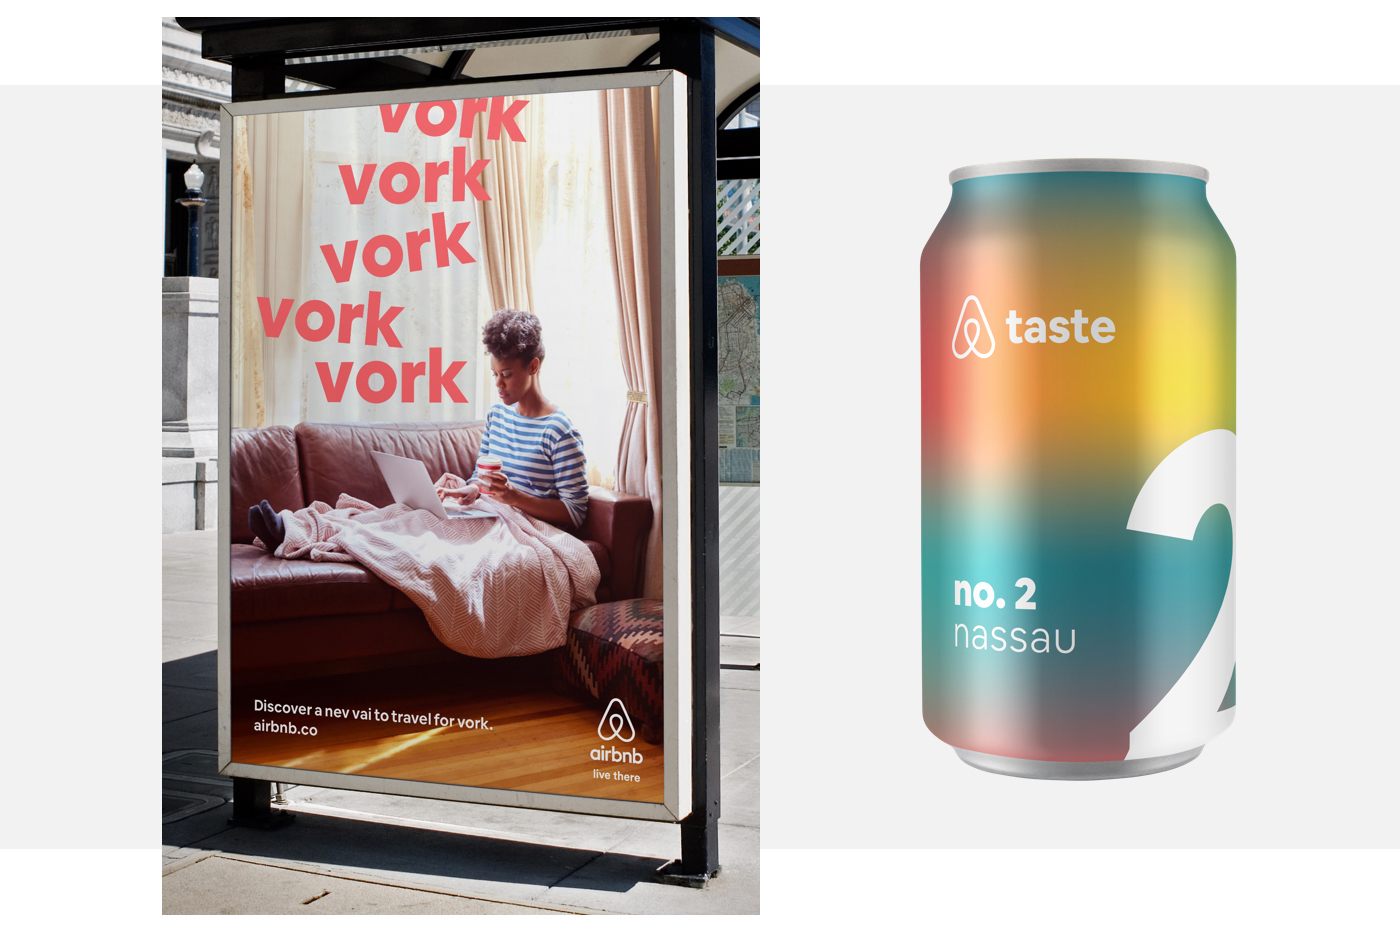 vork
vork
vork
vork
vork
Discover a nev vai to travel for vork.
airbnb.co
airbnb
live there
taste
no. 2
nassau
2